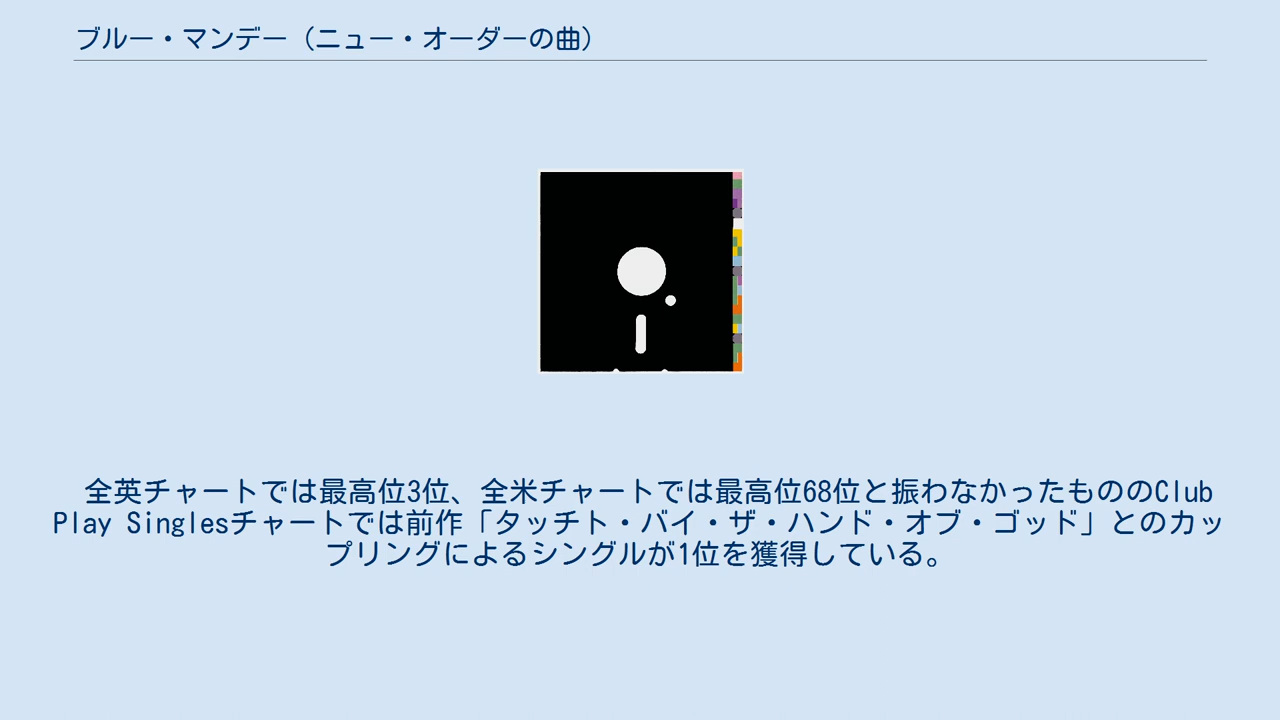 ブルー・マンデー（ニュー・オーダーの曲）
全英チャートでは最高位3位、全米チャートでは最高位68位と振わなかったもののClub
Play Singlesチャートでは前作「タッチト・バイ・ザ・ハンド・オブ・ゴッド」とのカッ
プリングによるシングルが1位を獲得している。